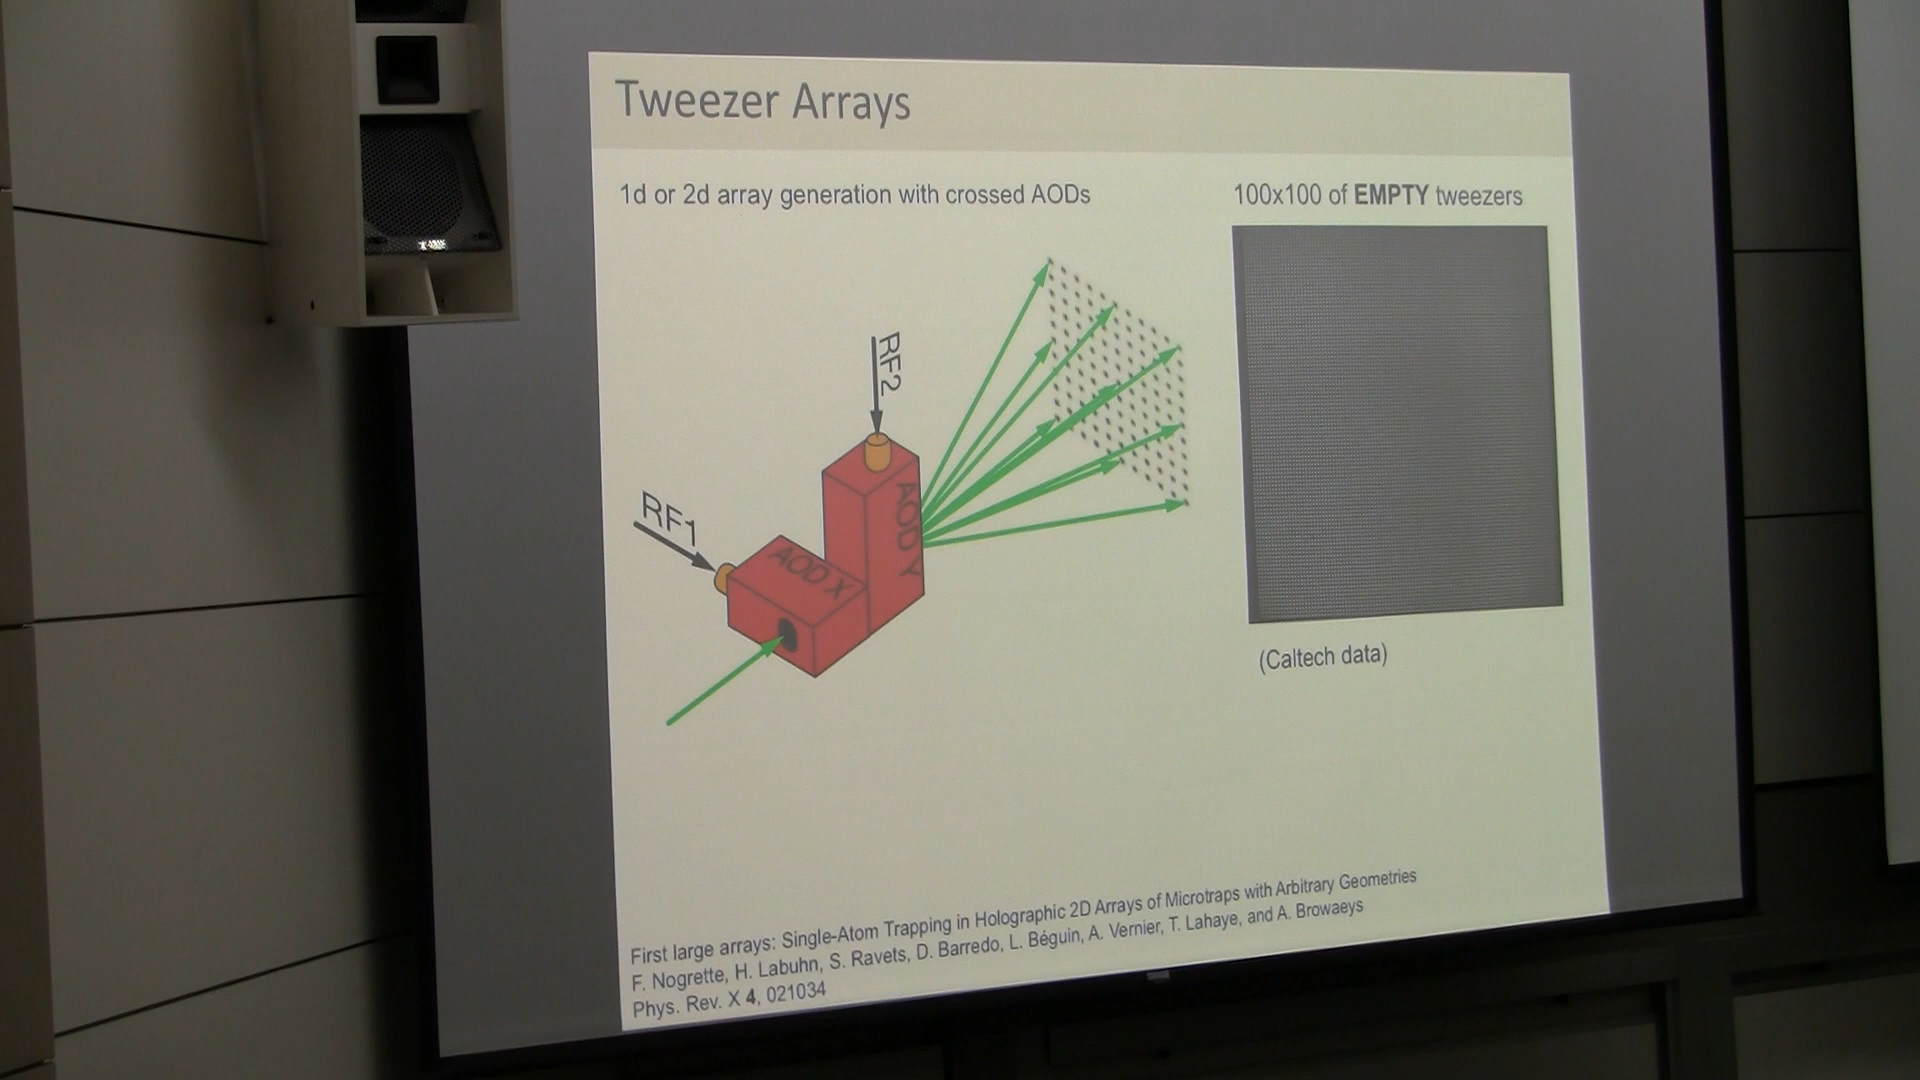 Tweezer Arrays
1d or 2d array generation with crossed AODs
100x100 of EMPTY tweezers
RF2
RF1
AOD Y
AOD X
(Caltech data)
First large arrays: Single-Atom Trapping in Holographic 2D Arrays of Microtraps with Arbitrary Geometries
F. Nogrette, H. Labuhn, S. Ravets, D. Barredo, L. Béguin, A. Vernier, T. Lahaye, and A. Browaeys
Phys. Rev. X 4, 021034